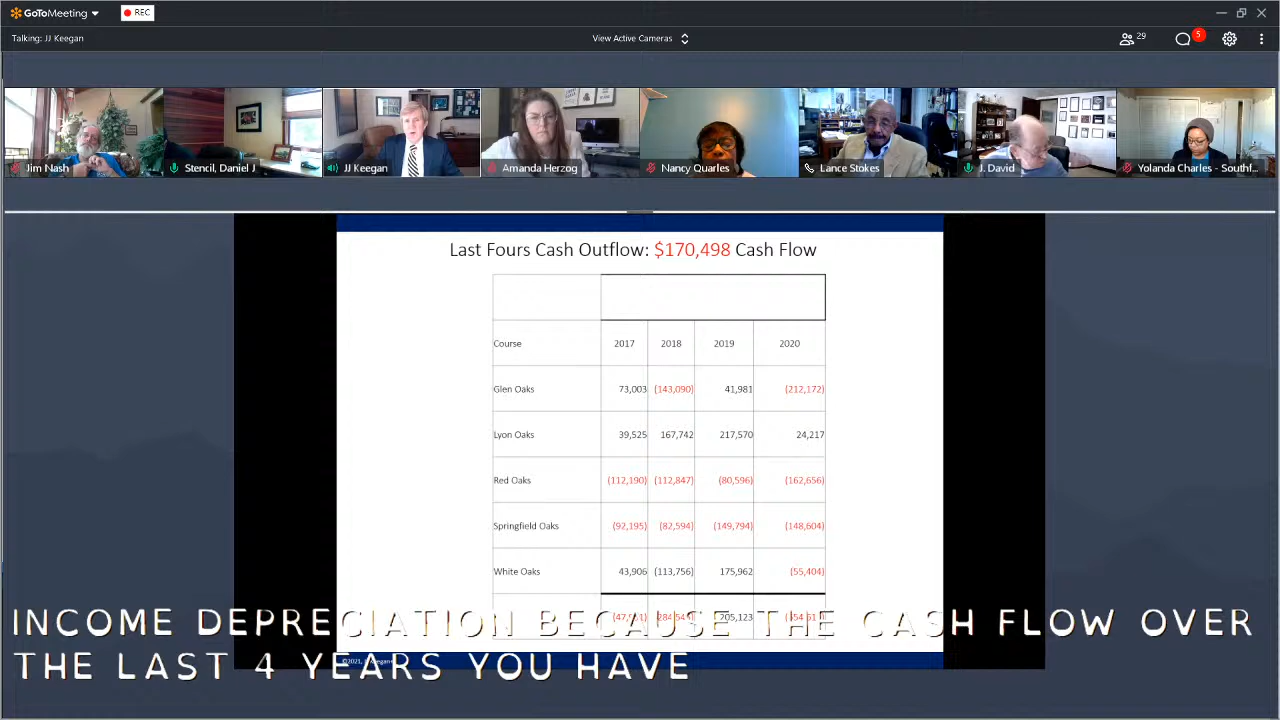 GoToMeeting
REC
Talking: JJ Keegan
View Active Cameras
29
5
Jim Nash
Stencil, Daniel J
JJ Keegan
Amanda Herzog
Nancy Quarles
Lance Stokes
J. David
Yolanda Charles - Southf...
Last Fours Cash Outflow: $170,498 Cash Flow
Course 2017 2018 2019 2020
Glen Oaks 73,003 (143,090) 41,981 (212,172)
Lyon Oaks 39,525 167,742 217,570 24,217
Red Oaks (112,190) (112,847) (80,596) (162,656)
Springfield Oaks (92,195) (82,594) (149,794) (148,604)
White Oaks 43,906 (113,756) 175,962 (55,404)
205,123
INCOME DEPRECIATION BECAUSE THE CASH FLOW OVER
THE LAST 4 YEARS YOU HAVE